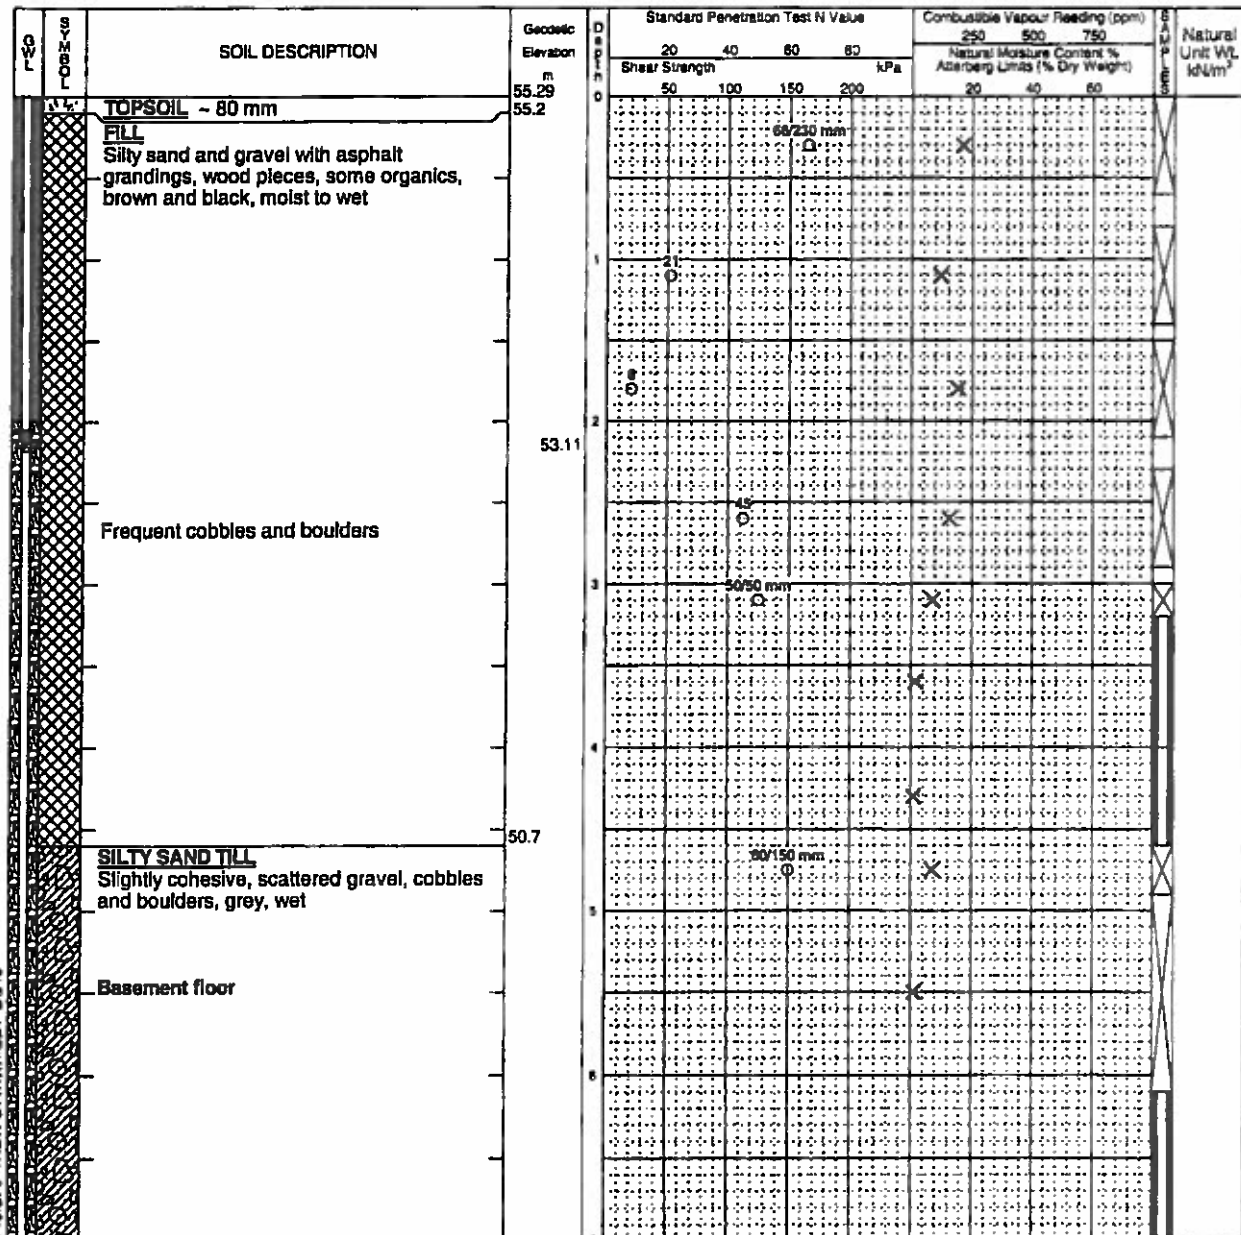 GWL
SYMBOL
SOIL DESCRIPTION
Geodetic
Elevation
m
55.29
Depth
Standard Penetration Test N Value
20 40 60 80
Shear Strength kPa
50 100 150 200
Combustible Vapour Reading (ppm)
250 500 750
Natural Moisture Content %
Atterberg Limits (% Dry Weight)
20 40 60
SAMPLES
Natural
Unit Wt.
kN/m³
0
TOPSOIL ~ 80 mm
55.2
FILL
Silty sand and gravel with asphalt
grandings, wood pieces, some organics,
brown and black, moist to wet
66/230 mm
1
21
8
2
53.11
45
Frequent cobbles and boulders
3
50/50 mm
4
50.7
SILTY SAND TILL
Slightly cohesive, scattered gravel, cobbles
and boulders, grey, wet
60/150 mm
5
Basement floor
6